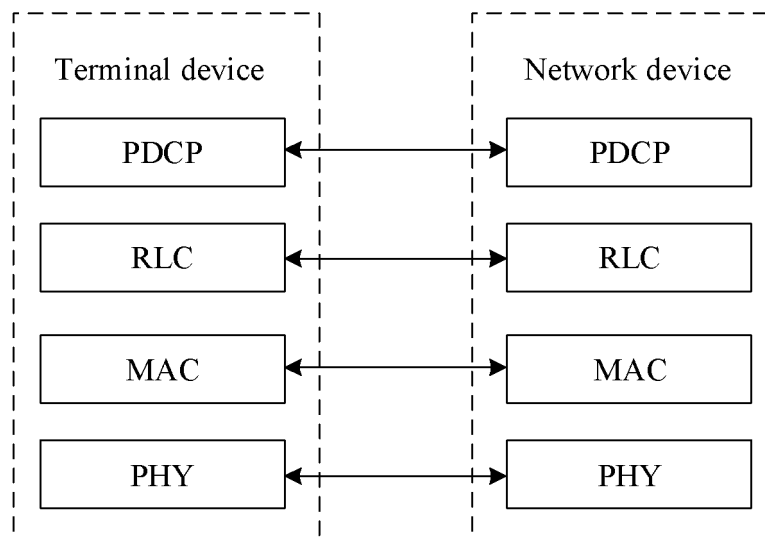 Terminal device
Network device
PDCP
PDCP
RLC
RLC
MAC
MAC
PHY
PHY